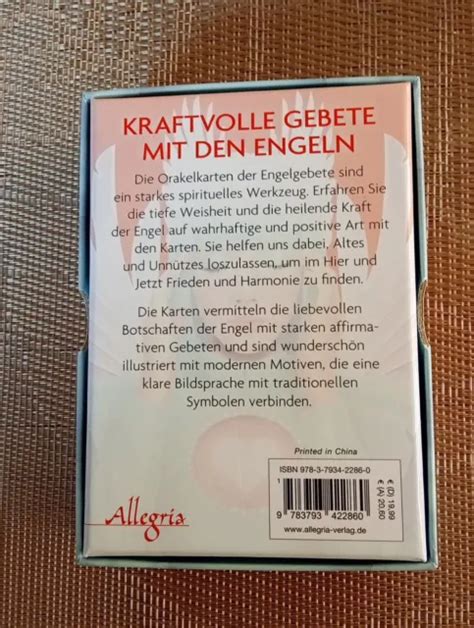 KRAFTVOLLE GEBETE
MIT DEN ENGELN
Die Orakelkarten der Engelgebete sind
ein starkes spirituelles Werkzeug. Erfahren Sie
die tiefe Weisheit und die heilende Kraft
der Engel auf wahrhaftige und positive Art mit
den Karten. Sie helfen uns dabei, Altes
und Unnützes loszulassen, um im Hier und
Jetzt Frieden und Harmonie zu finden.
Die Karten vermitteln die liebevollen
Botschaften der Engel mit starken affirma-
tiven Gebeten und sind wunderschön
illustriert mit modernen Motiven, die eine
klare Bildsprache mit traditionellen
Symbolen verbinden.
Printed in China
ISBN 978-3-7934-2286-0
1
9 783793 422860
€ (D) 19,99
€ (A) 20,60
www.allegria-verlag.de
Allegria